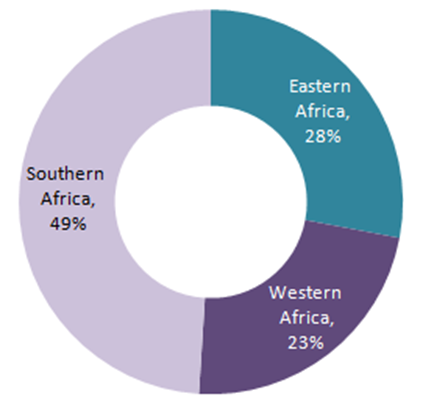 Eastern
Africa,
28%
Southern
Africa,
49%
Western
Africa,
23%